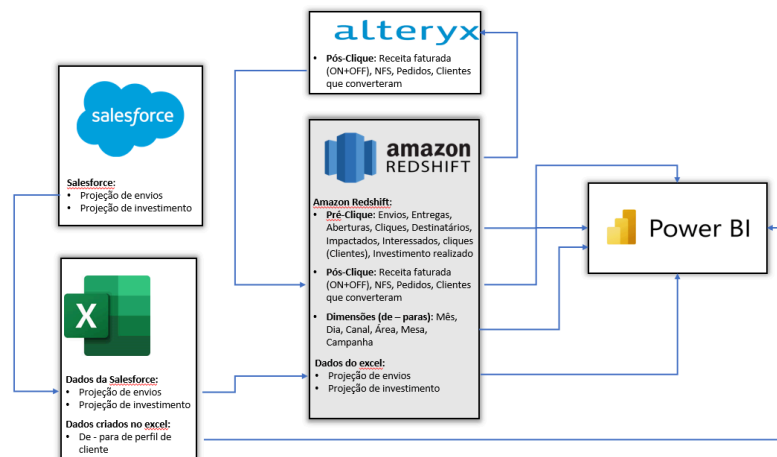 alteryx
• Pós-Clique: Receita faturada
(ON+OFF), NFS, Pedidos, Clientes
que converteram
salesforce
Salesforce:
• Projeção de envios
• Projeção de investimento
amazon
REDSHIFT
Amazon Redshift:
• Pré-Clique: Envios, Entregas,
Aberturas, Cliques, Destinatários,
Impactados, Interessados, cliques
(Clientes), Investimento realizado
• Pós-Clique: Receita faturada
(ON+OFF), NFS, Pedidos, Clientes
que converteram
• Dimensões (de – paras): Mês,
Dia, Canal, Área, Mesa,
Campanha
Dados do excel:
• Projeção de envios
• Projeção de investimento
Power BI
X
Dados da Salesforce:
• Projeção de envios
• Projeção de investimento
Dados criados no excel:
• De - para de perfil de
cliente